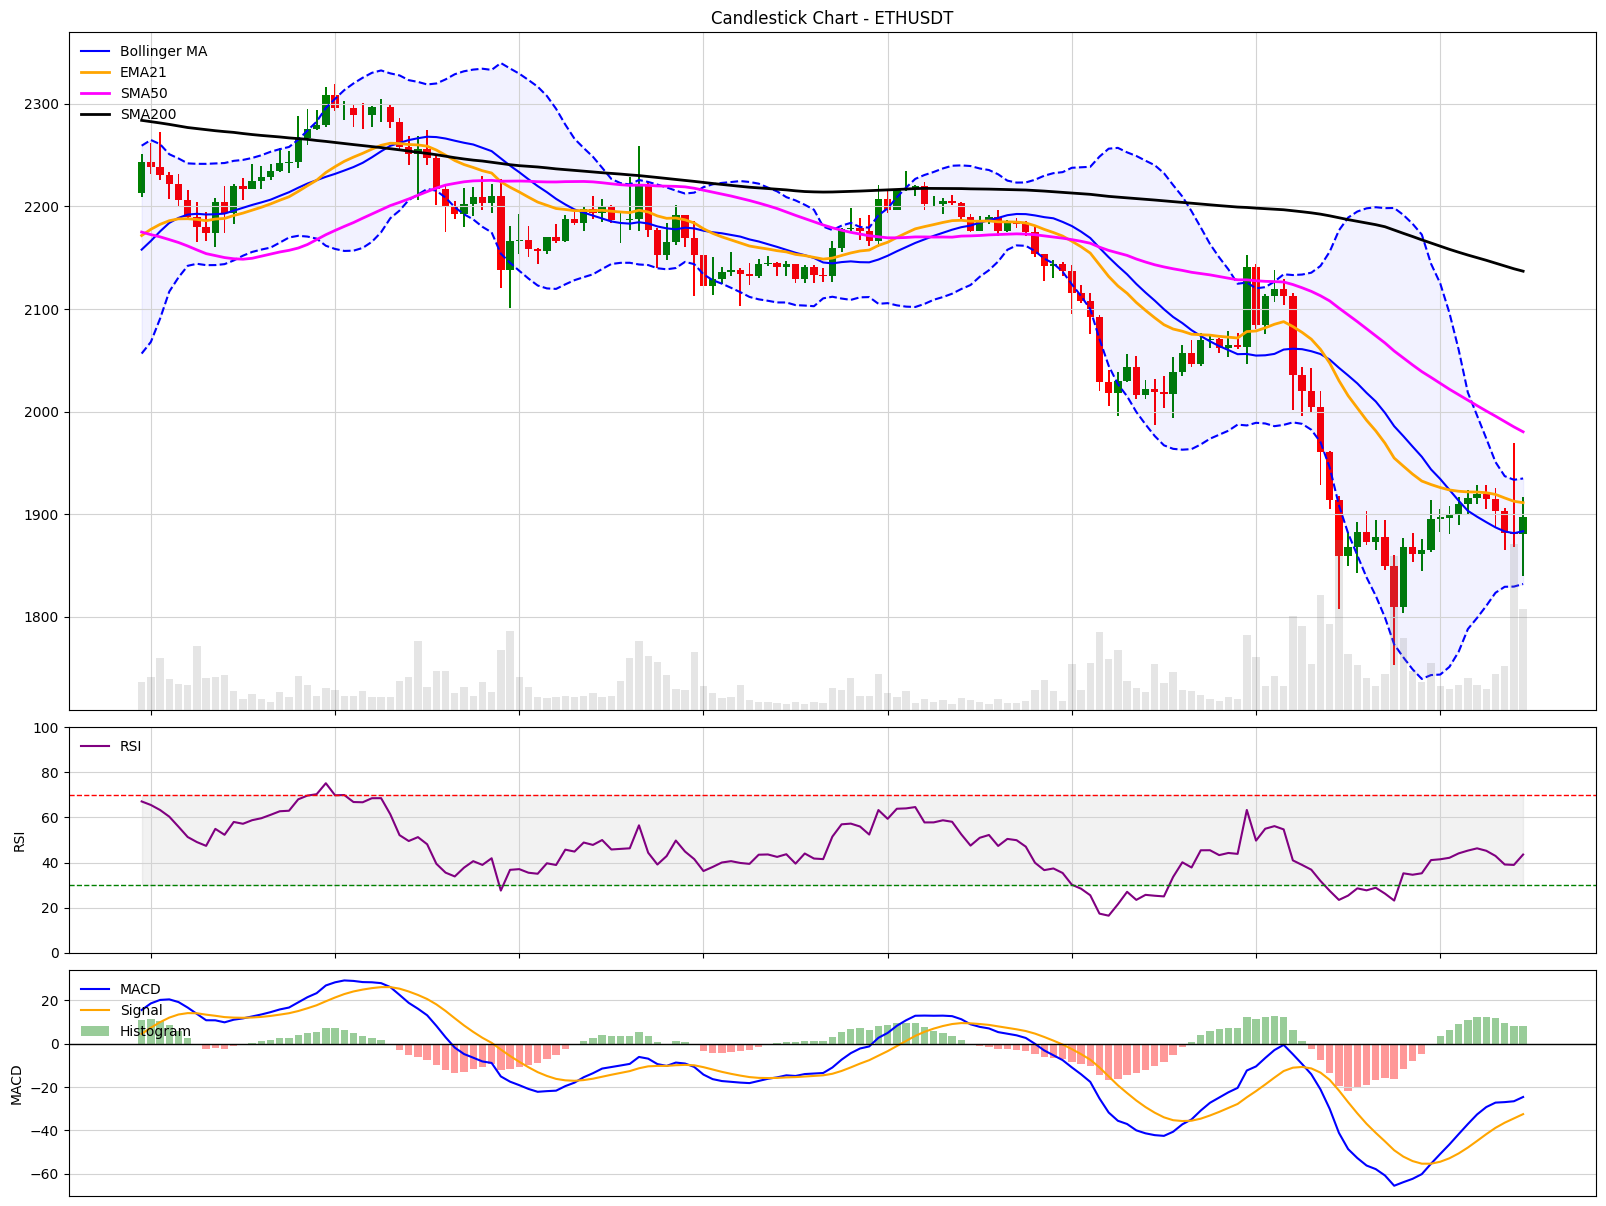 Candlestick Chart - ETHUSDT
Bollinger MA
EMA21
SMA50
SMA200
2300
2200
2100
2000
1900
1800
RSI
100
80
60
40
20
0
RSI
MACD
Signal
Histogram
20
0
−20
−40
−60
MACD